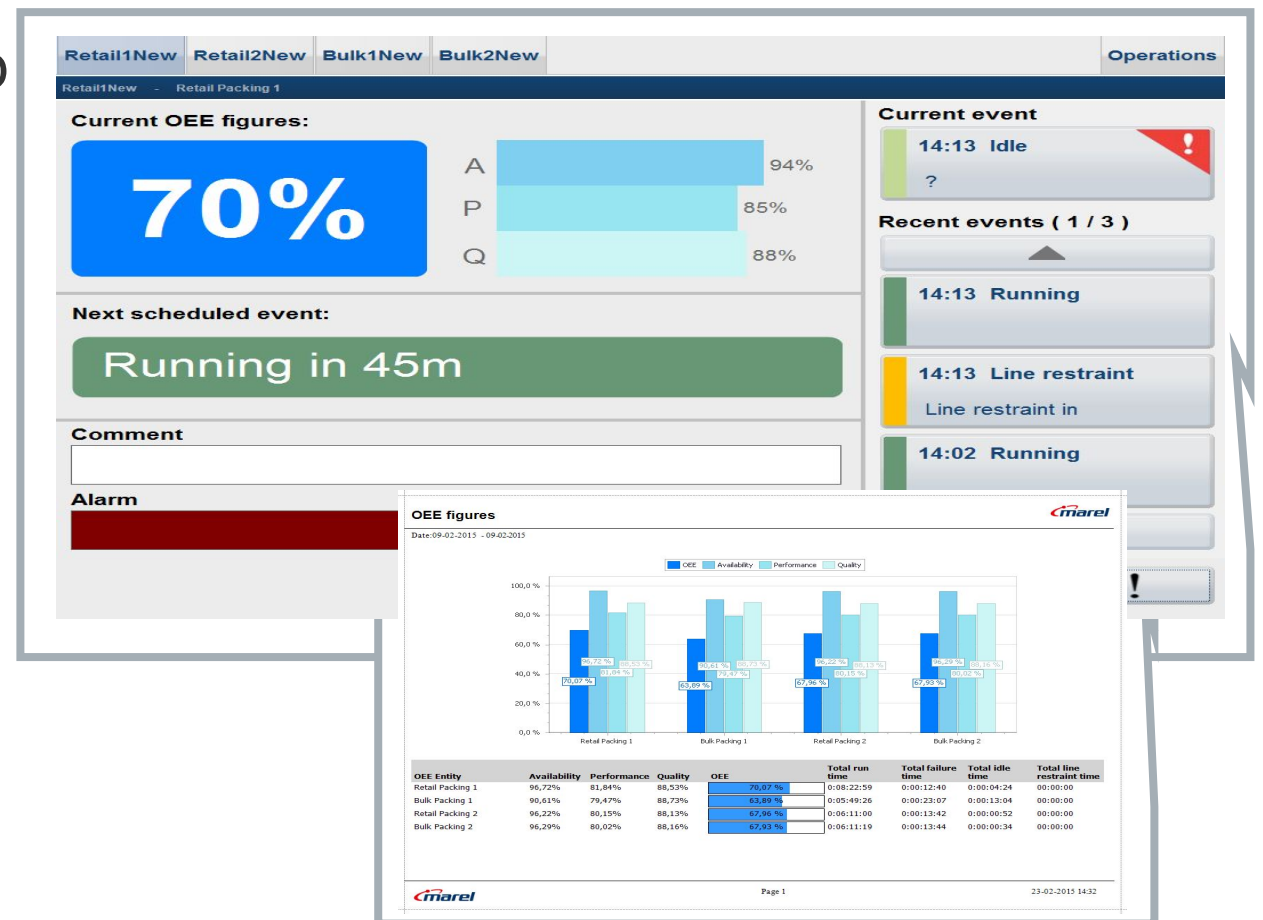 Retail1New Retail2New Bulk1New Bulk2New Operations
Retail1New - Retail Packing 1
Current OEE figures:
70%
A 94%
P 85%
Q 88%
Next scheduled event:
Running in 45m
Comment
Alarm
Current event
14:13 Idle
?
Recent events ( 1 / 3 )
14:13 Running
14:13 Line restraint
Line restraint in
14:02 Running
!
OEE figures
marel
Date:09-02-2015 - 09-02-2015
OEE Availability Performance Quality
100,0 %
80,0 %
60,0 %
40,0 %
20,0 %
0,0 %
96,72 % 88,53 % 90,61 % 88,73 % 96,22 % 88,13 % 96,29 % 88,16 %
81,84 % 79,47 % 80,15 % 80,02 %
70,07 % 63,89 % 67,96 % 67,93 %
Retail Packing 1 Bulk Packing 1 Retail Packing 2 Bulk Packing 2
OEE Entity Availability Performance Quality OEE Total run time Total failure time Total idle time Total line restraint time
Retail Packing 1 96,72% 81,84% 88,53% 70,07 % 0:08:22:59 0:00:12:40 0:00:04:24 00:00:00
Bulk Packing 1 90,61% 79,47% 88,73% 63,89 % 0:05:49:26 0:00:23:07 0:00:13:04 00:00:00
Retail Packing 2 96,22% 80,15% 88,13% 67,96 % 0:06:11:00 0:00:13:42 0:00:00:52 00:00:00
Bulk Packing 2 96,29% 80,02% 88,16% 67,93 % 0:06:11:19 0:00:13:44 0:00:00:34 00:00:00
marel Page 1 23-02-2015 14:32